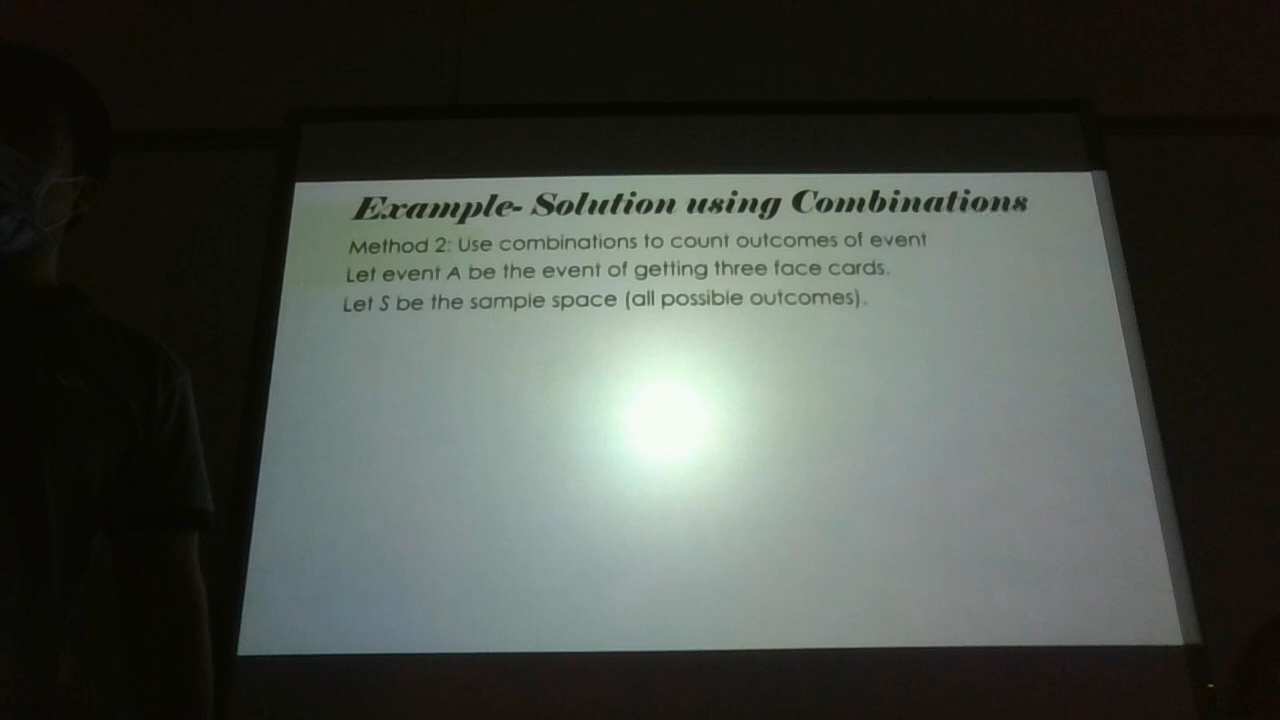 Example- Solution using Combinations
Method 2: Use combinations to count outcomes of event
Let event A be the event of getting three face cards.
Let S be the sample space (all possible outcomes).